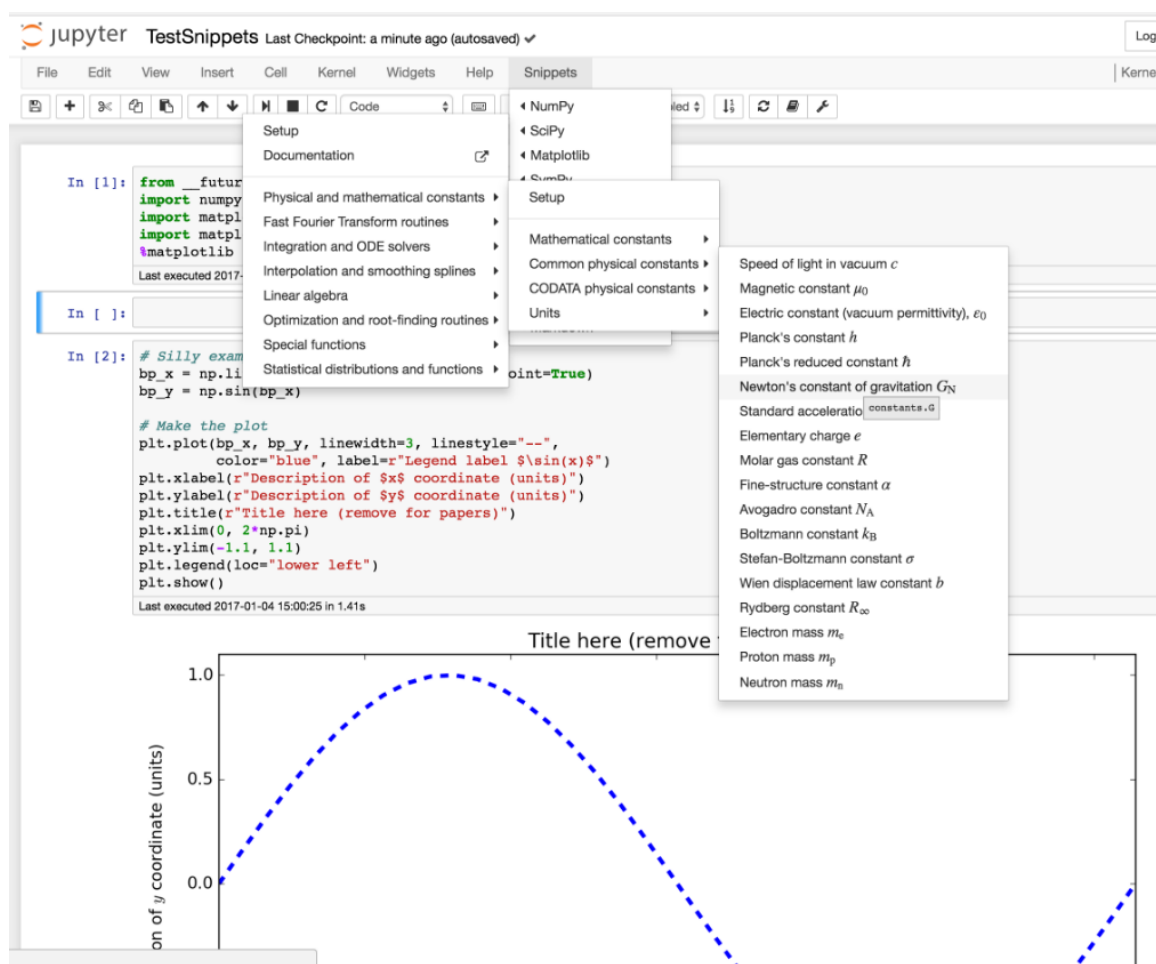 jupyter TestSnippets Last Checkpoint: a minute ago (autosaved)
Log
File Edit View Insert Cell Kernel Widgets Help Snippets
Kerne
Code
NumPy
SciPy
Matplotlib
SymPy
Setup
Documentation
Physical and mathematical constants
Fast Fourier Transform routines
Integration and ODE solvers
Interpolation and smoothing splines
Linear algebra
Optimization and root-finding routines
Special functions
Statistical distributions and functions
Setup
Mathematical constants
Common physical constants
CODATA physical constants
Units
Speed of light in vacuum c
Magnetic constant μ0
Electric constant (vacuum permittivity), ε0
Planck's constant h
Planck's reduced constant ħ
Newton's constant of gravitation GN
Standard acceleratio
constants.G
Elementary charge e
Molar gas constant R
Fine-structure constant α
Avogadro constant NA
Boltzmann constant kB
Stefan-Boltzmann constant σ
Wien displacement law constant b
Rydberg constant R∞
Electron mass me
Proton mass mp
Neutron mass mn
In [1]: from __futur
import numpy
import matpl
import matpl
%matplotlib
Last executed 2017-
In [ ]:
In [2]: # Silly exam
bp_x = np.li oint=True)
bp_y = np.sin(bp_x)
# Make the plot
plt.plot(bp_x, bp_y, linewidth=3, linestyle="--",
color="blue", label=r"Legend label $\sin(x)$")
plt.xlabel(r"Description of $x$ coordinate (units)")
plt.ylabel(r"Description of $y$ coordinate (units)")
plt.title(r"Title here (remove for papers)")
plt.xlim(0, 2*np.pi)
plt.ylim(-1.1, 1.1)
plt.legend(loc="lower left")
plt.show()
Last executed 2017-01-04 15:00:25 in 1.41s
Title here (remove
1.0
0.5
0.0
on of y coordinate (units)